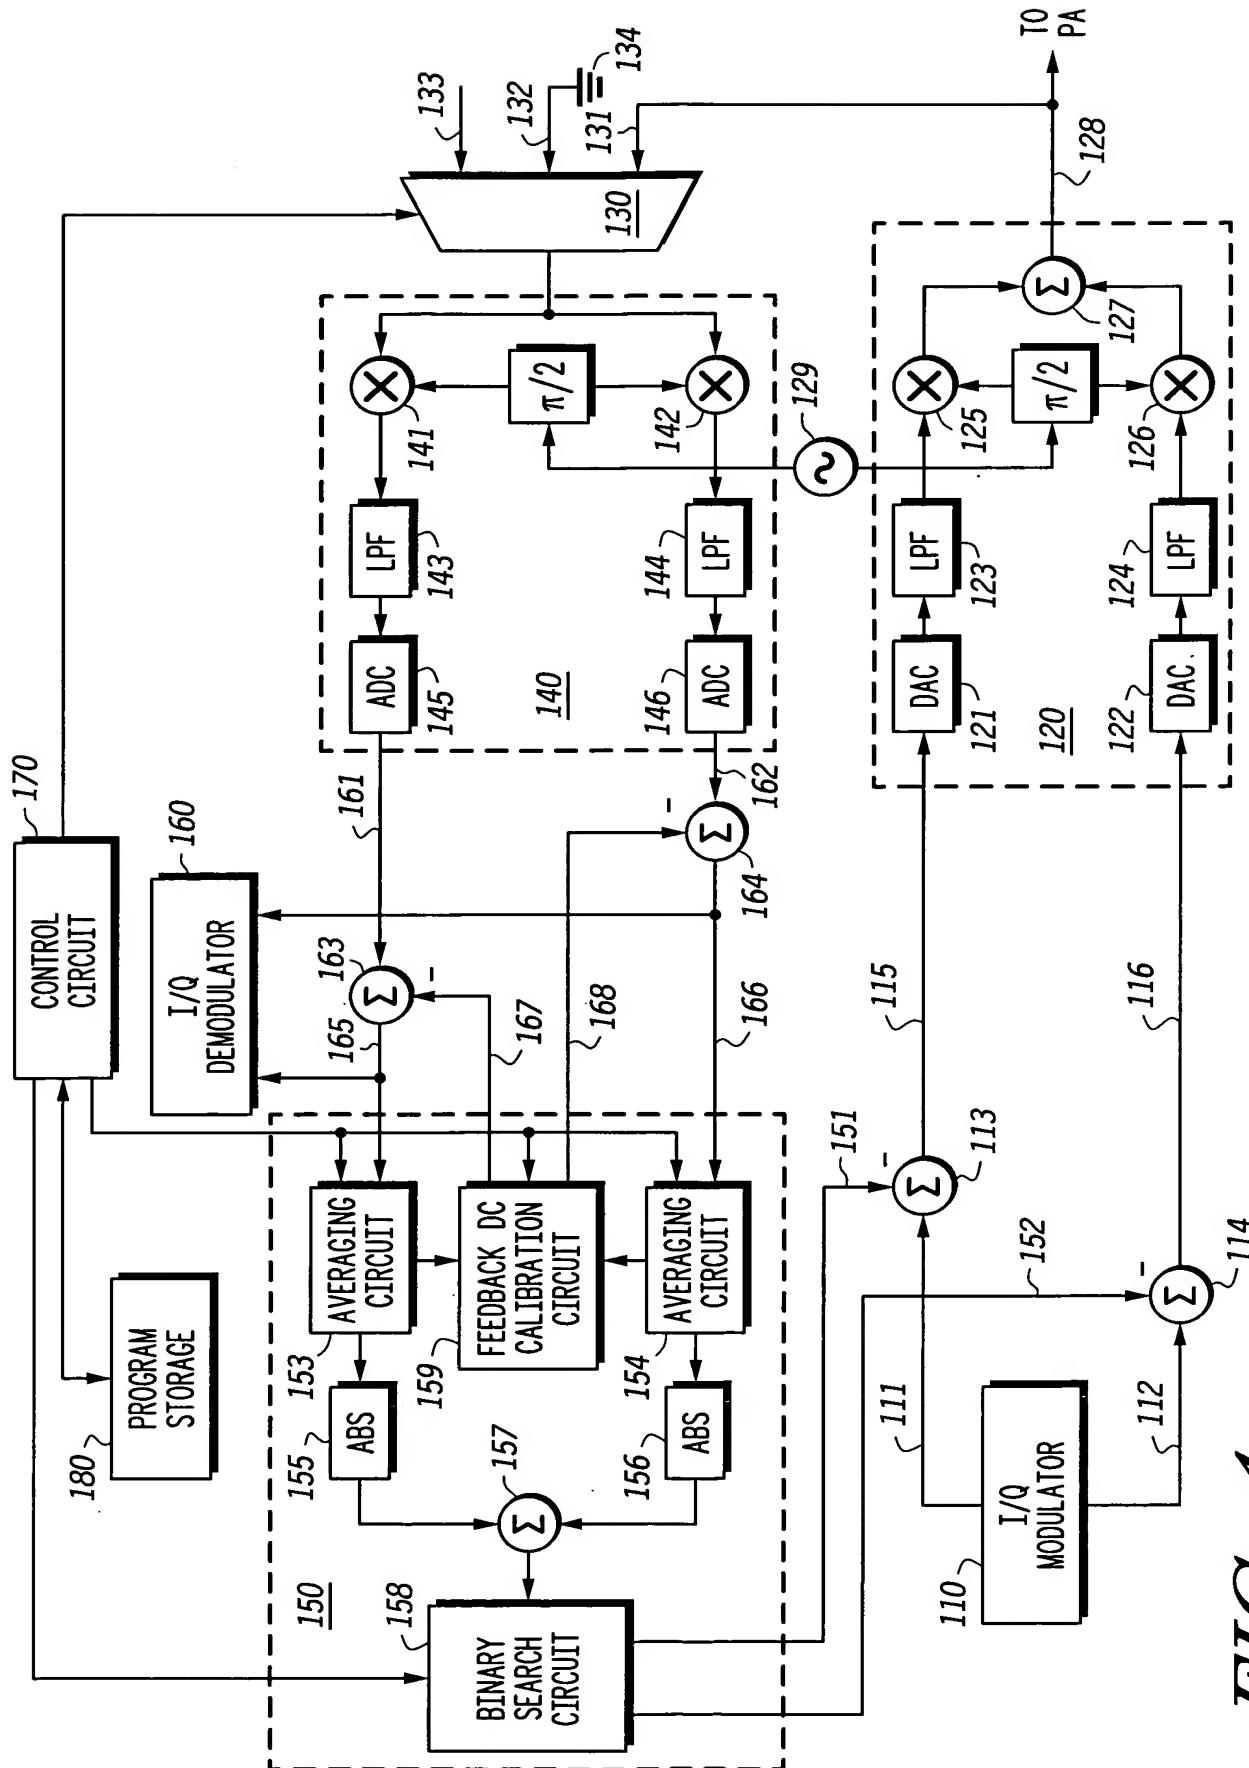 170
CONTROL
CIRCUIT
160
I/Q
DEMODULATOR
180
PROGRAM
STORAGE
133
132
134
131
130
TO
PA
128
141
π/2
142
129
LPF
143
LPF
144
ADC
145
ADC
146
140
161
162
-
Σ
164
163
Σ
-
165
167
168
166
AVERAGING
CIRCUIT
153
FEEDBACK DC
CALIBRATION
CIRCUIT
159
AVERAGING
CIRCUIT
154
ABS
155
ABS
156
157
Σ
150
158
BINARY
SEARCH
CIRCUIT
151
152
I/Q
MODULATOR
110
111
112
-
Σ
113
-
Σ
114
115
116
DAC
121
DAC
122
120
LPF
123
LPF
124
125
π/2
126
Σ
127